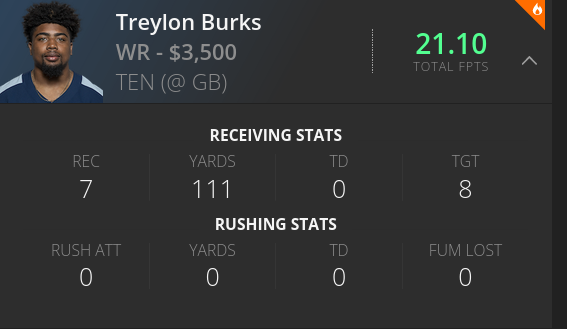 Treylon Burks
WR - $3,500
TEN (@ GB)
21.10
TOTAL FPTS
RECEIVING STATS
REC YARDS TD TGT
7 111 0 8
RUSHING STATS
RUSH ATT YARDS TD FUM LOST
0 0 0 0